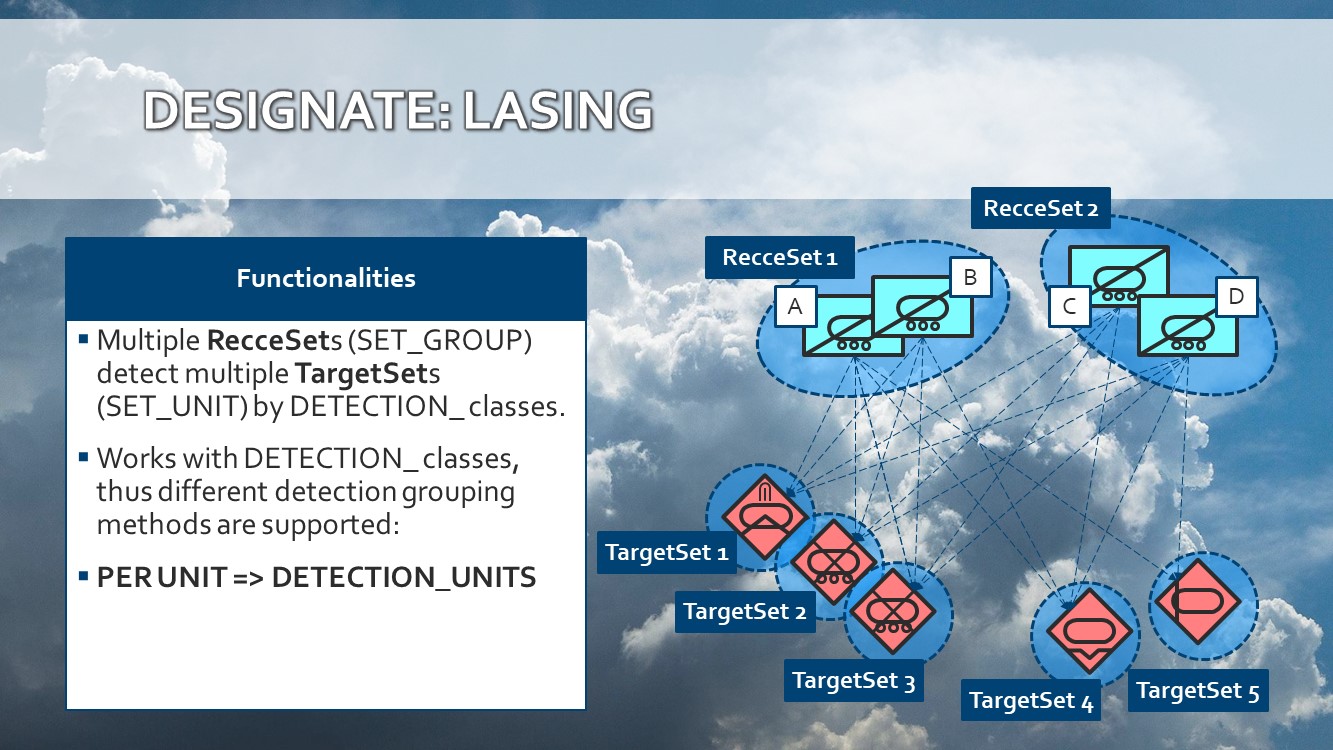 DESIGNATE: LASING
Functionalities
▪ Multiple RecceSets (SET_GROUP)
detect multiple TargetSets
(SET_UNIT) by DETECTION_ classes.
▪ Works with DETECTION_ classes,
thus different detection grouping
methods are supported:
▪ PER UNIT => DETECTION_UNITS
RecceSet 1
RecceSet 2
A
B
C
D
TargetSet 1
TargetSet 2
TargetSet 3
TargetSet 4
TargetSet 5